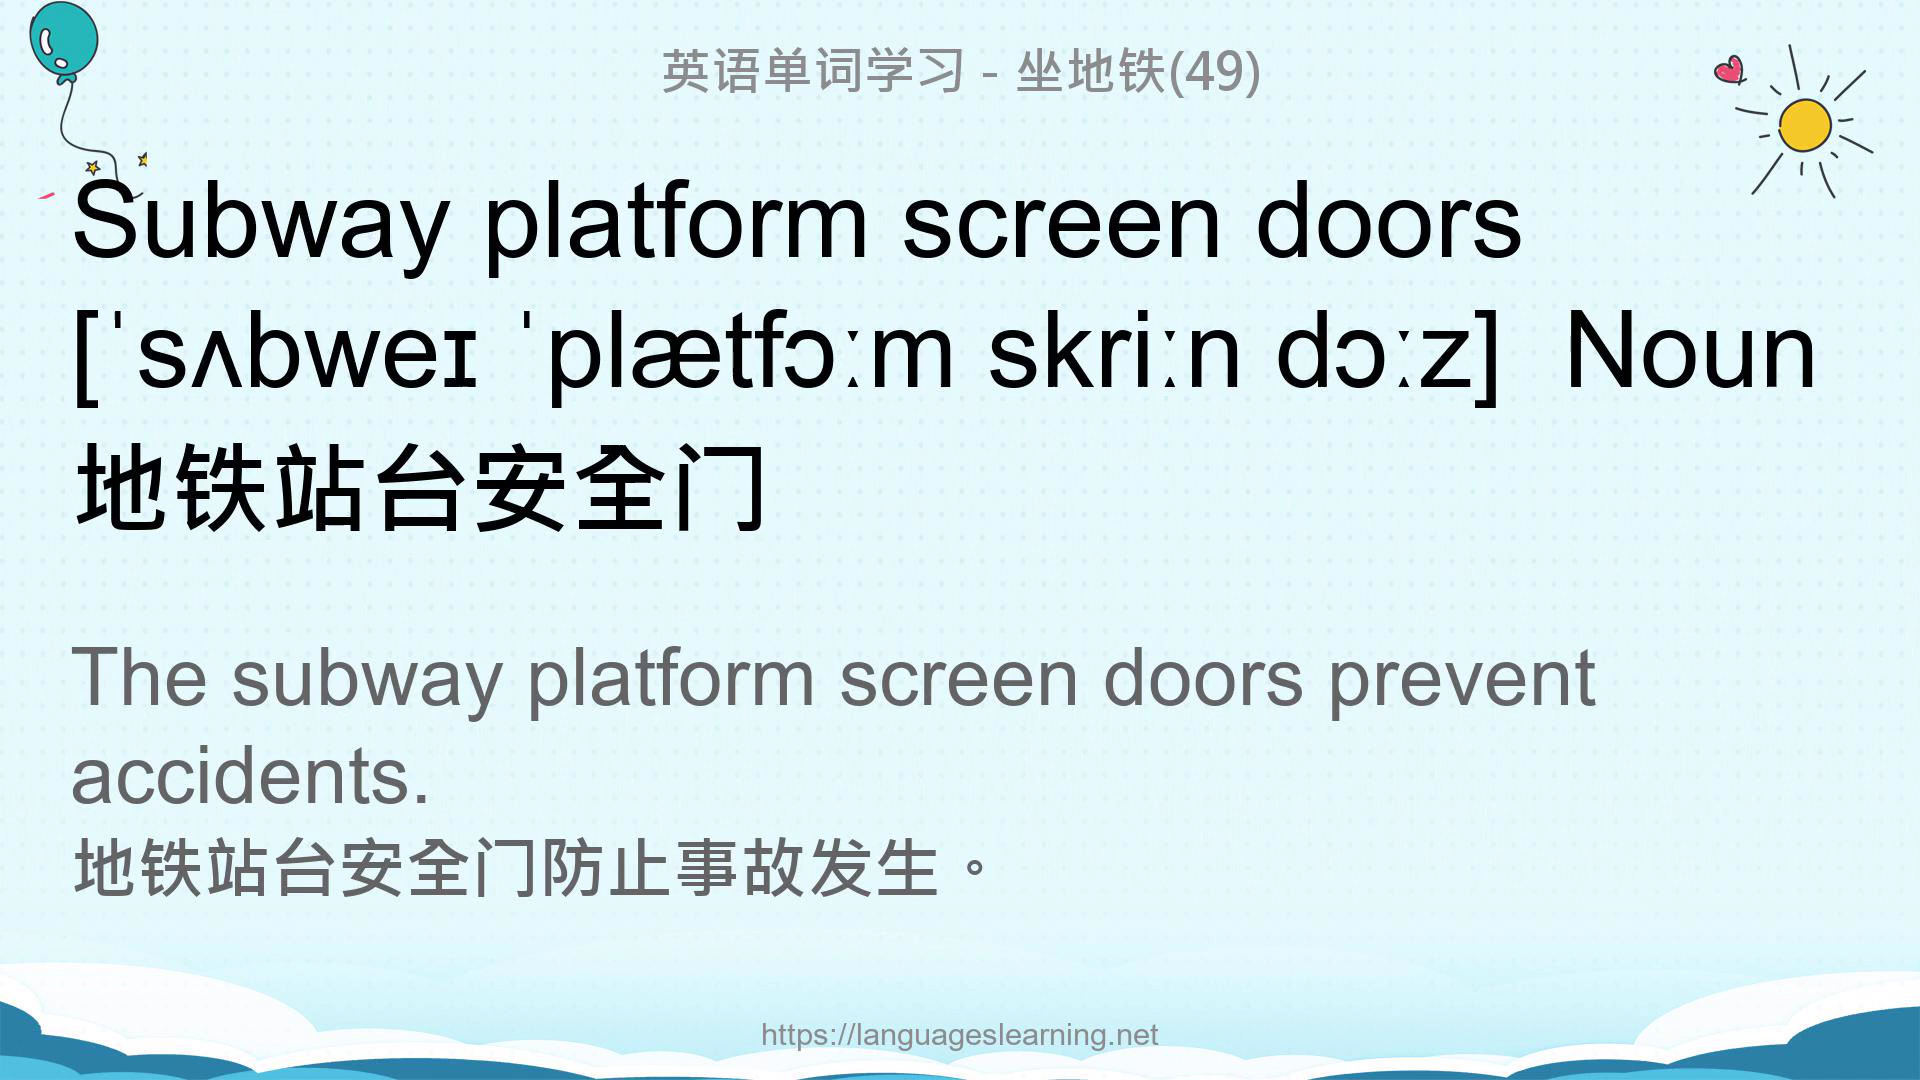 英语单词学习 - 坐地铁(49)
Subway platform screen doors
[ˈsʌbweɪ ˈplætfɔːm skriːn dɔːz]  Noun
地铁站台安全门
The subway platform screen doors prevent
accidents.
地铁站台安全门防止事故发生。
https://languageslearning.net